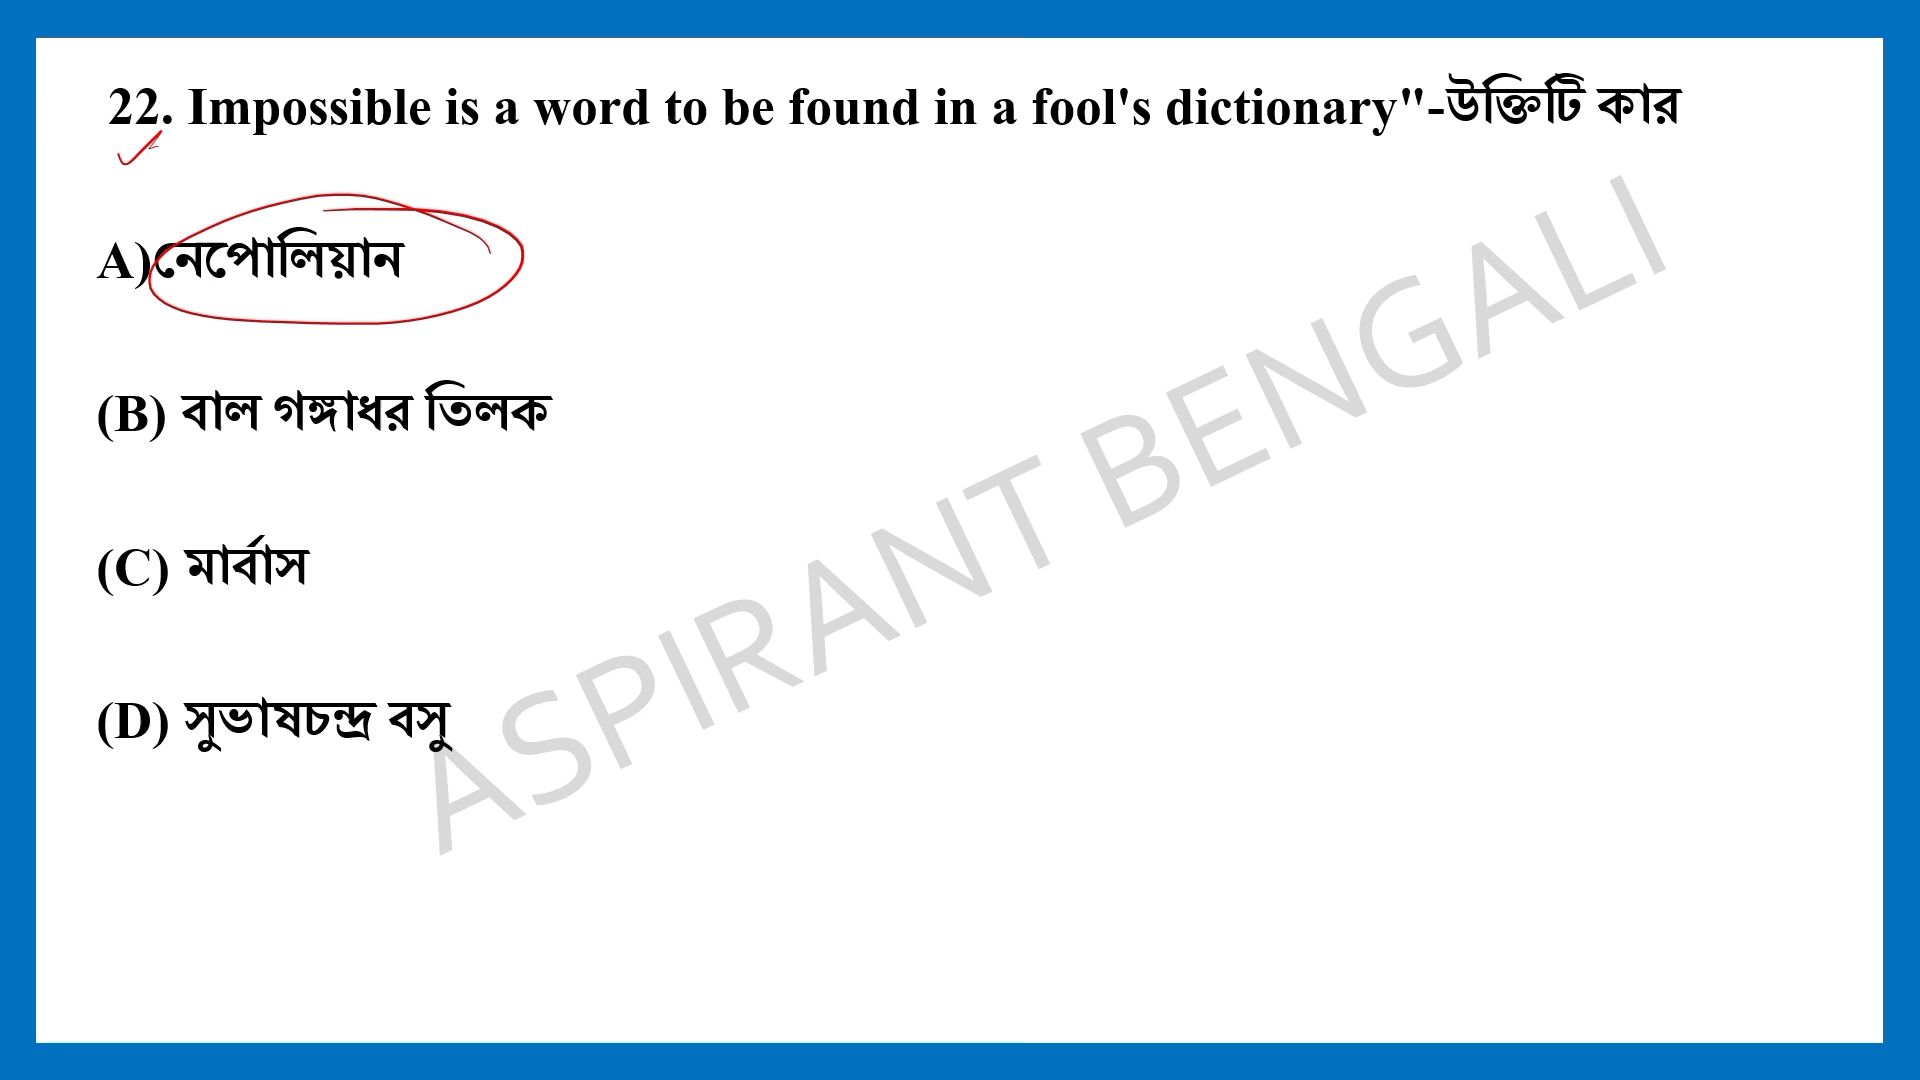 22. Impossible is a word to be found in a fool's dictionary"-উক্তিটি কার
A)নেপোলিয়ান
(B) বাল গঙ্গাধর তিলক
(C) মার্বাস
(D) সুভাষচন্দ্র বসু
ASPIRANT BENGALI